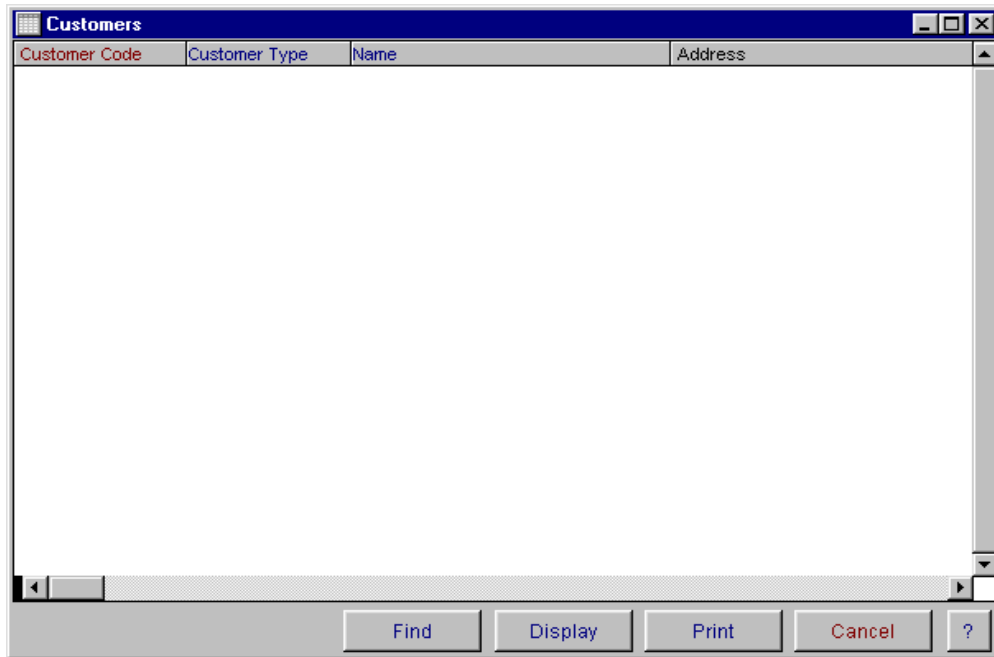 Customers
Customer Code Customer Type Name Address
Find Display Print Cancel ?